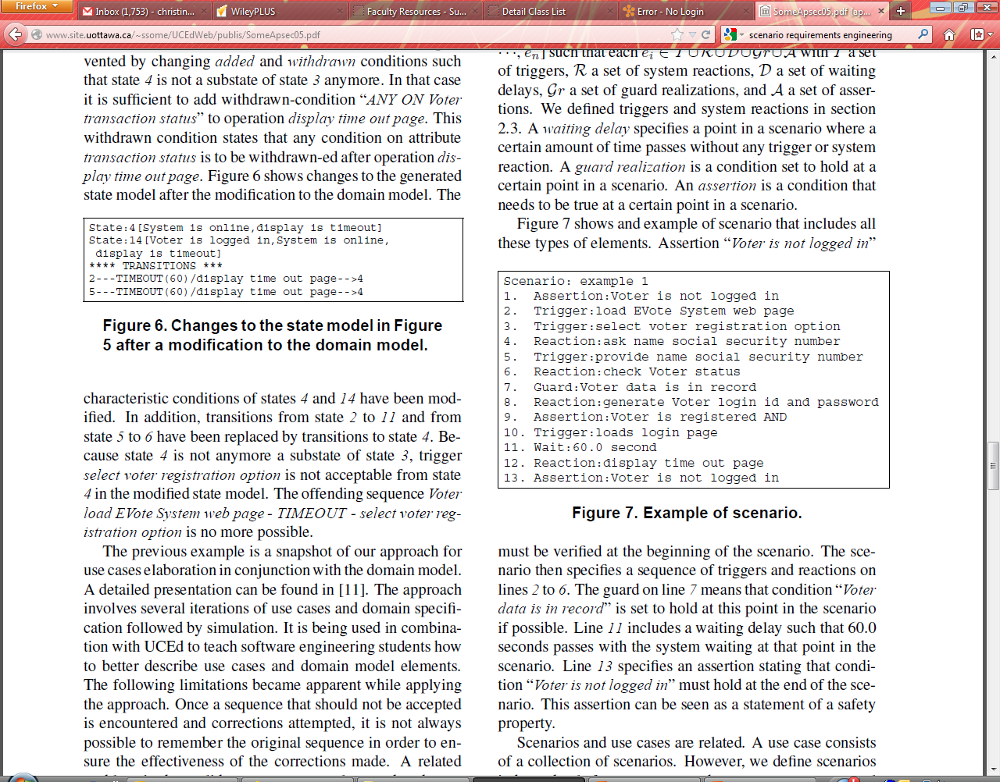 Firefox
Inbox (1,753) - christin...
WileyPLUS
Faculty Resources - Su...
Detail Class List
Error - No Login
SomeApsec05.pdf (ap...
www.site.uottawa.ca/~ssome/UCEdWeb/publis/SomeApsec05.pdf
scenario requirements engineering
vented by changing added and withdrawn conditions such
that state 4 is not a substate of state 3 anymore. In that case
it is sufficient to add withdrawn-condition “ANY ON Voter
transaction status” to operation display time out page. This
withdrawn condition states that any condition on attribute
transaction status is to be withdrawn-ed after operation dis-
play time out page. Figure 6 shows changes to the generated
state model after the modification to the domain model. The
State:4[System is online,display is timeout]
State:14[Voter is logged in,System is online,
display is timeout]
**** TRANSITIONS ***
2---TIMEOUT(60)/display time out page-->4
5---TIMEOUT(60)/display time out page-->4
Figure 6. Changes to the state model in Figure
5 after a modification to the domain model.
characteristic conditions of states 4 and 14 have been mod-
ified. In addition, transitions from state 2 to 11 and from
state 5 to 6 have been replaced by transitions to state 4. Be-
cause state 4 is not anymore a substate of state 3, trigger
select voter registration option is not acceptable from state
4 in the modified state model. The offending sequence Voter
load EVote System web page - TIMEOUT - select voter reg-
istration option is no more possible.
The previous example is a snapshot of our approach for
use cases elaboration in conjunction with the domain model.
A detailed presentation can be found in [11]. The approach
involves several iterations of use cases and domain specifi-
cation followed by simulation. It is being used in combina-
tion with UCEd to teach software engineering students how
to better describe use cases and domain model elements.
The following limitations became apparent while applying
the approach. Once a sequence that should not be accepted
is encountered and corrections attempted, it is not always
possible to remember the original sequence in order to en-
sure the effectiveness of the corrections made. A related
⋯, eₙ] such that each eᵢ ∈ T ∪ R ∪ D ∪ Gr ∪ A with T a set
of triggers, R a set of system reactions, D a set of waiting
delays, Gr a set of guard realizations, and A a set of asser-
tions. We defined triggers and system reactions in section
2.3. A waiting delay specifies a point in a scenario where a
certain amount of time passes without any trigger or system
reaction. A guard realization is a condition set to hold at a
certain point in a scenario. An assertion is a condition that
needs to be true at a certain point in a scenario.
Figure 7 shows and example of scenario that includes all
these types of elements. Assertion “Voter is not logged in”
Scenario: example 1
1. Assertion:Voter is not logged in
2. Trigger:load EVote System web page
3. Trigger:select voter registration option
4. Reaction:ask name social security number
5. Trigger:provide name social security number
6. Reaction:check Voter status
7. Guard:Voter data is in record
8. Reaction:generate Voter login id and password
9. Assertion:Voter is registered AND
10. Trigger:loads login page
11. Wait:60.0 second
12. Reaction:display time out page
13. Assertion:Voter is not logged in
Figure 7. Example of scenario.
must be verified at the beginning of the scenario. The sce-
nario then specifies a sequence of triggers and reactions on
lines 2 to 6. The guard on line 7 means that condition “Voter
data is in record” is set to hold at this point in the scenario
if possible. Line 11 includes a waiting delay such that 60.0
seconds passes with the system waiting at that point in the
scenario. Line 13 specifies an assertion stating that condi-
tion “Voter is not logged in” must hold at the end of the sce-
nario. This assertion can be seen as a statement of a safety
property.
Scenarios and use cases are related. A use case consists
of a collection of scenarios. However, we define scenarios